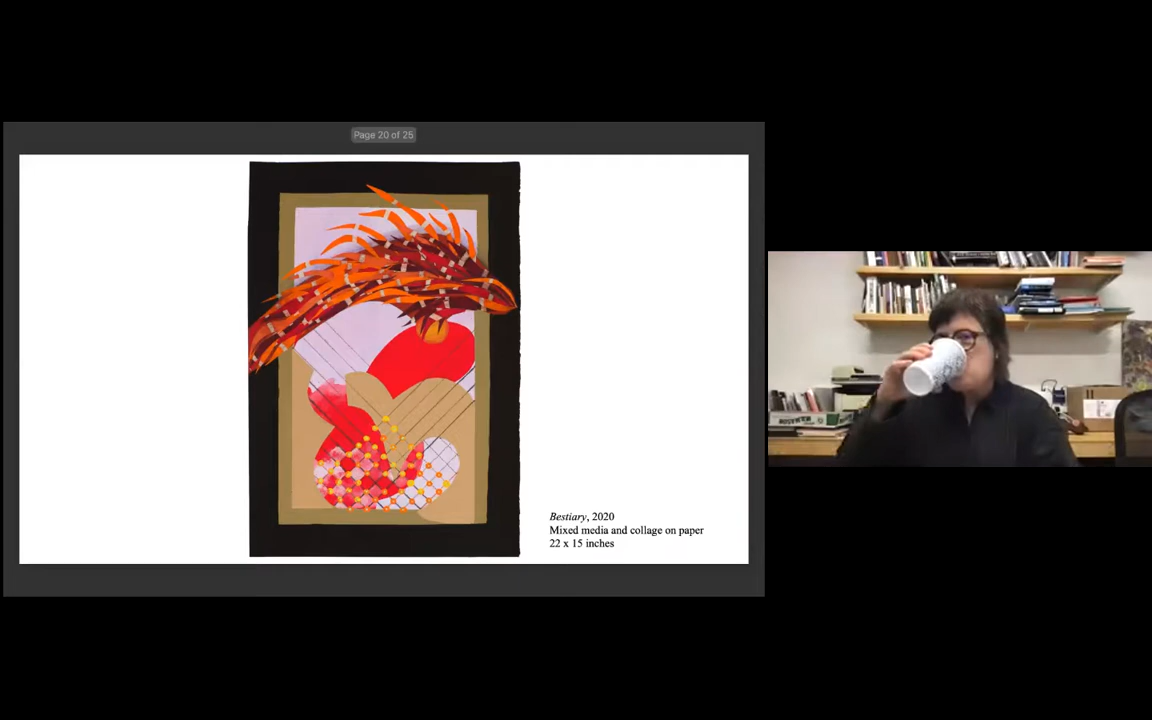 Page 20 of 25
Bestiary, 2020
Mixed media and collage on paper
22 x 15 inches